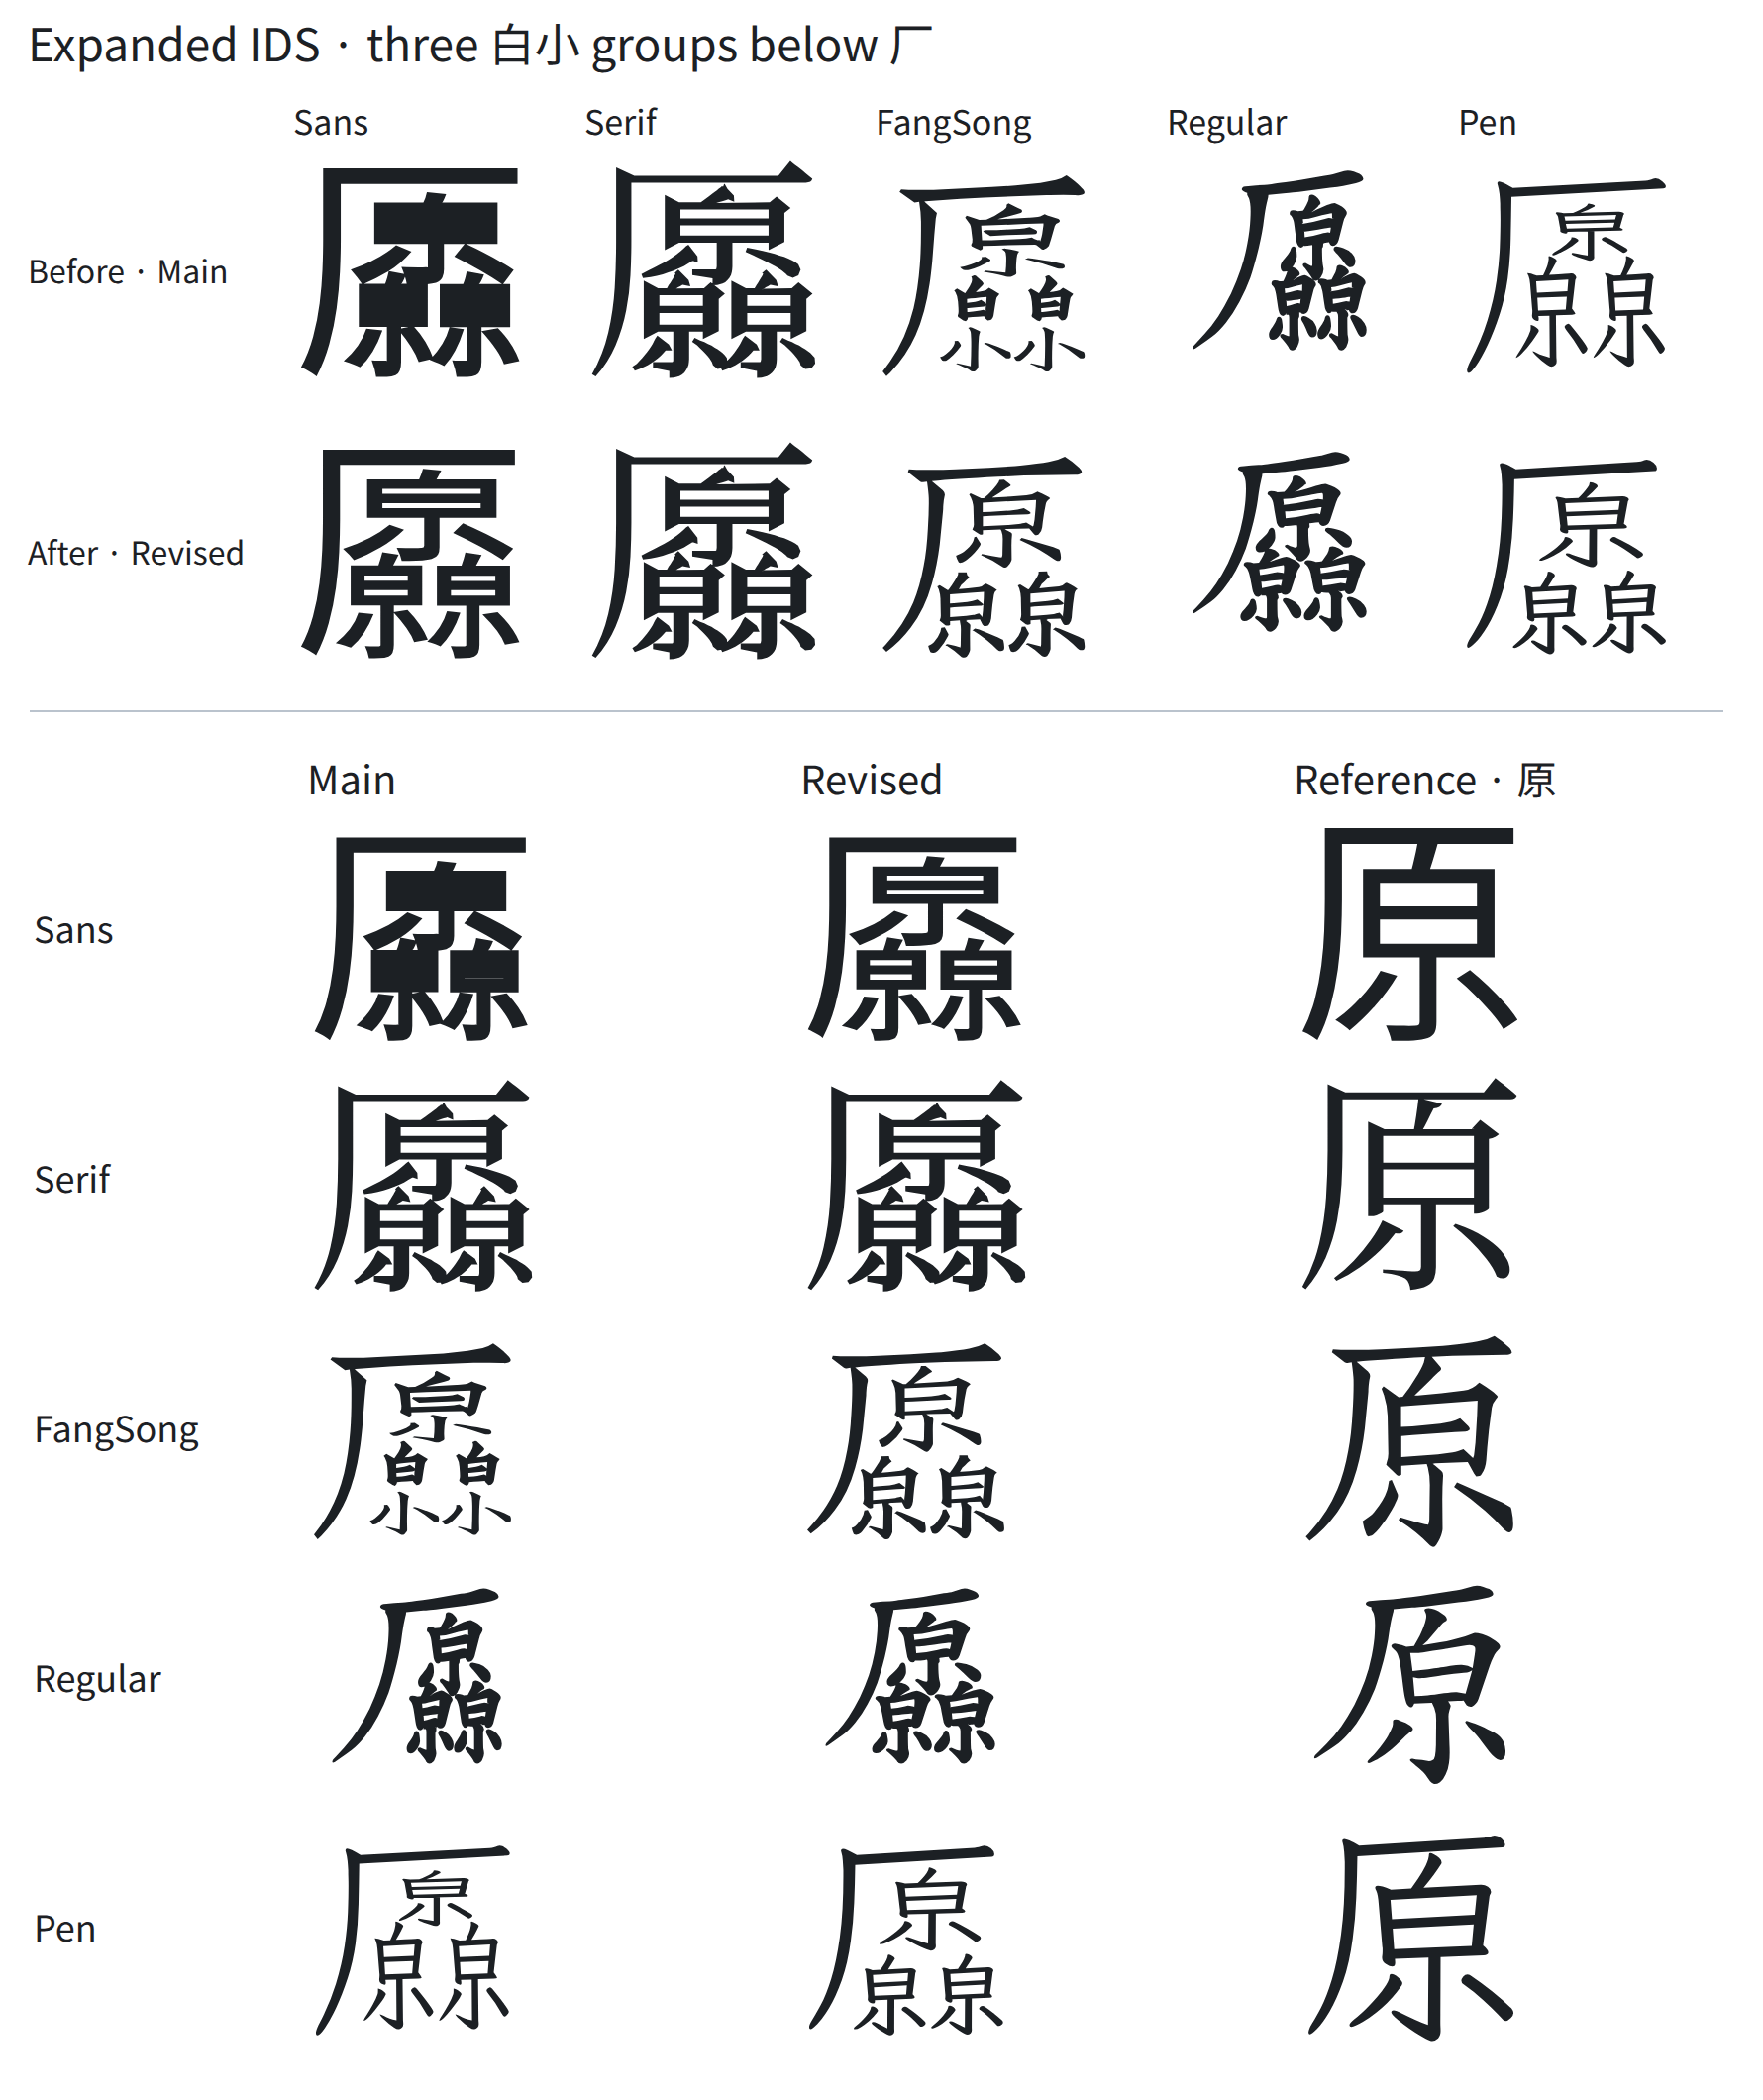 Expanded IDS · three 白小 groups below 厂
Sans Serif FangSong Regular Pen
Before · Main
After · Revised
Main Revised Reference · 原
Sans 原
Serif 原
FangSong 原
Regular 原
Pen 原